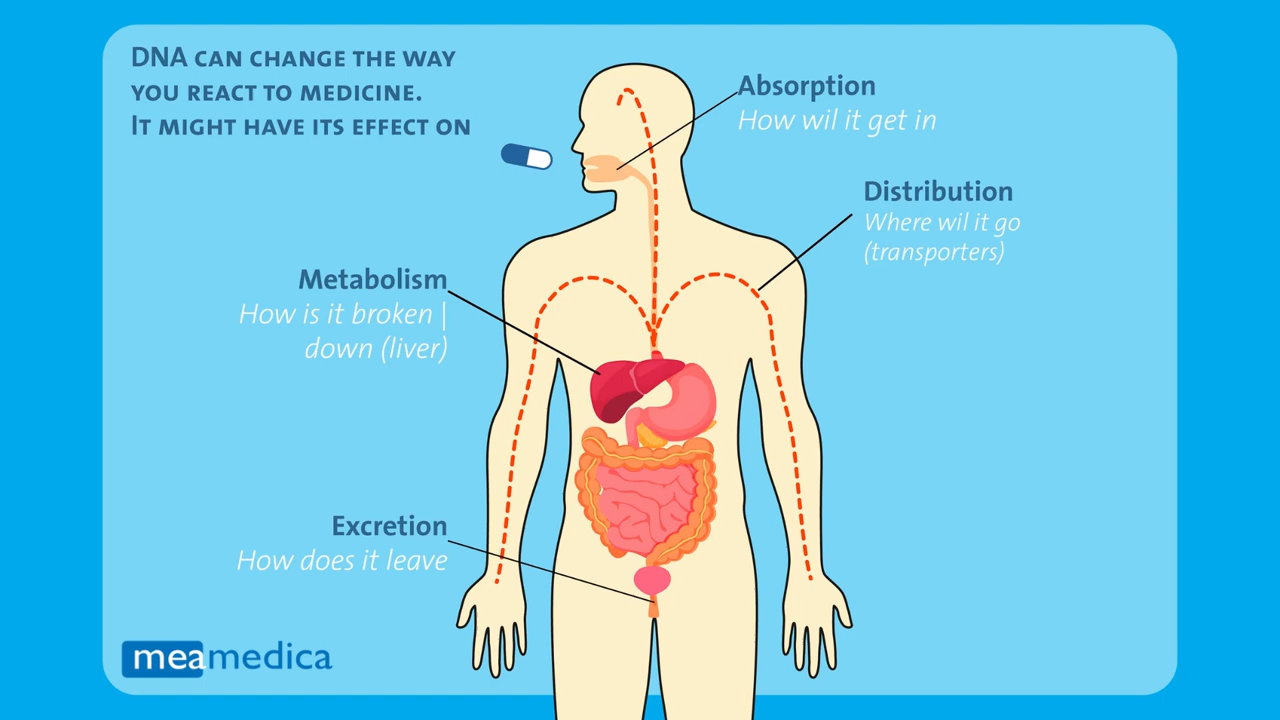 DNA CAN CHANGE THE WAY
YOU REACT TO MEDICINE.
IT MIGHT HAVE ITS EFFECT ON
Absorption
How wil it get in
Distribution
Where wil it go
(transporters)
Metabolism
How is it broken |
down (liver)
Excretion
How does it leave
meamedica